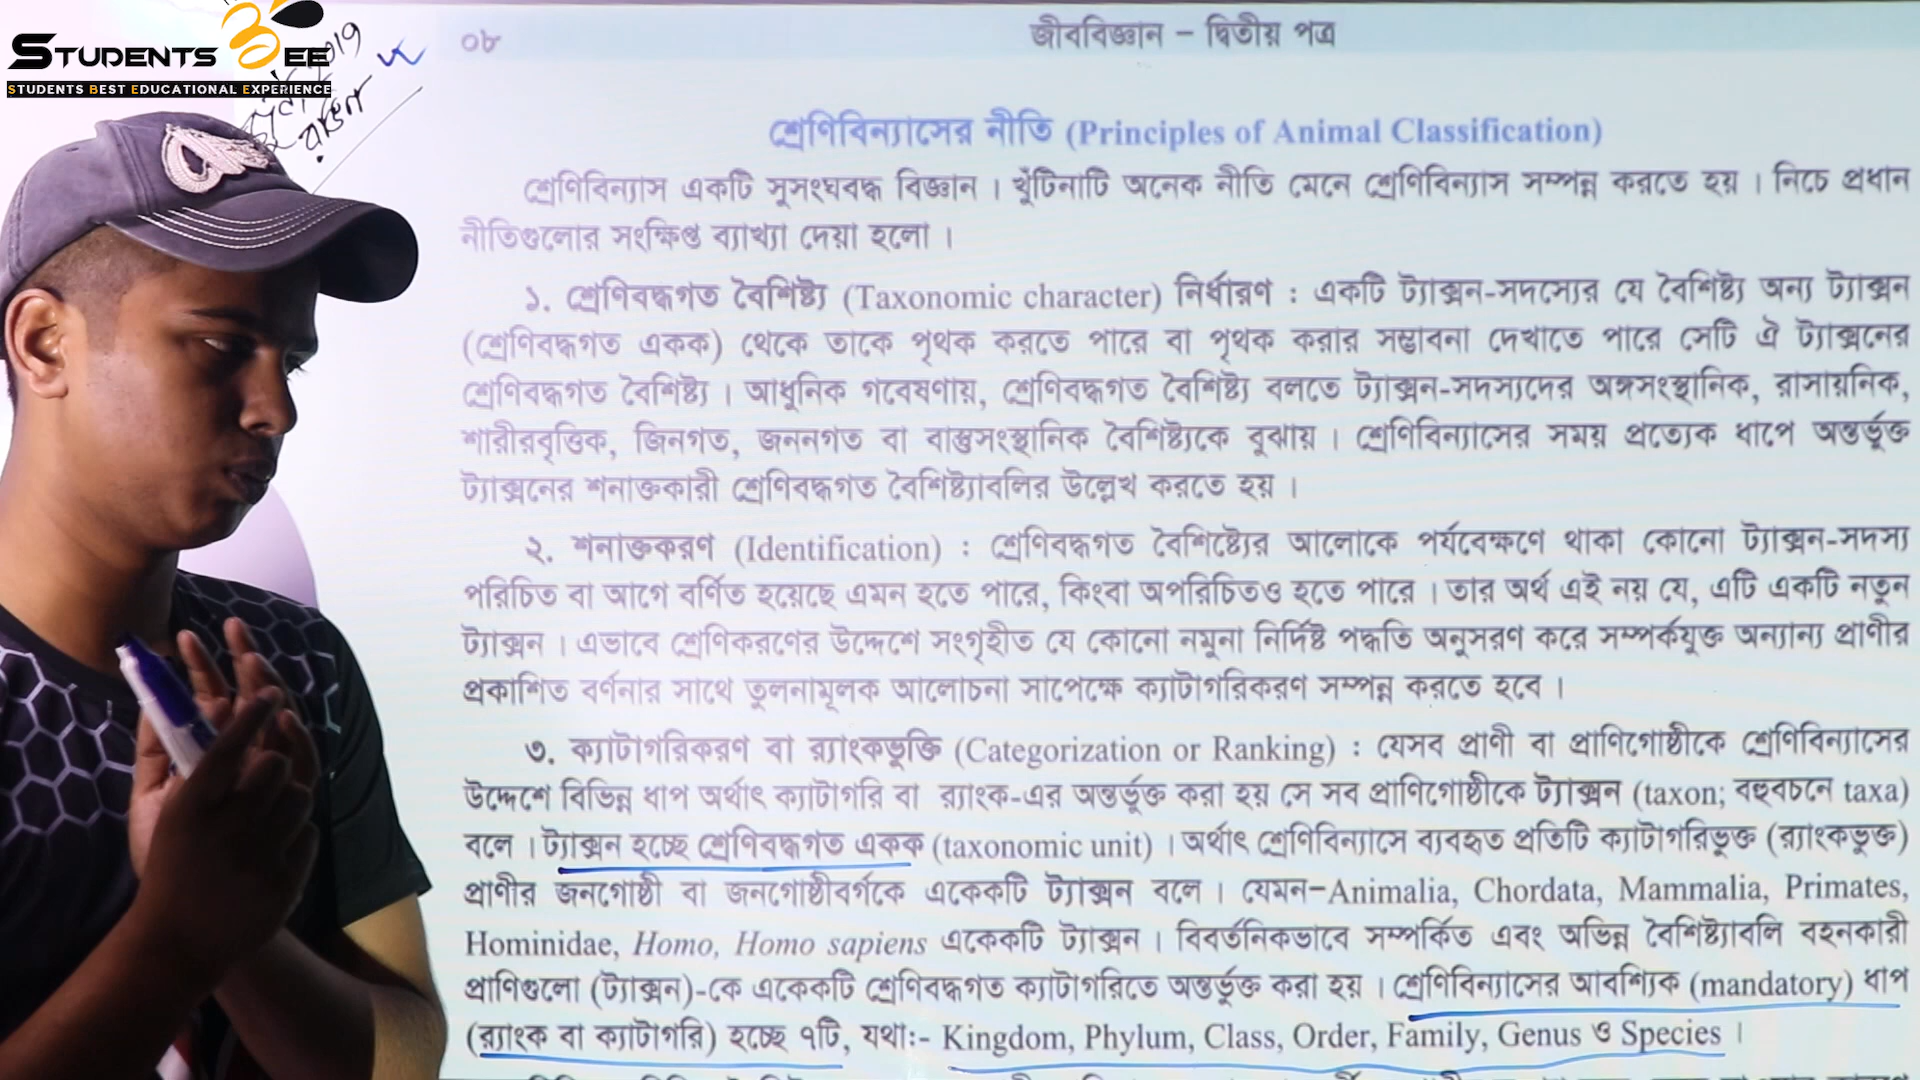 STUDENTS BEE
STUDENTS BEST EDUCATIONAL EXPERIENCE
০৮
জীববিজ্ঞান – দ্বিতীয় পত্র
শ্রেণিবিন্যাসের নীতি (Principles of Animal Classification)
শ্রেণিবিন্যাস একটি সুসংঘবদ্ধ বিজ্ঞান । খুঁটিনাটি অনেক নীতি মেনে শ্রেণিবিন্যাস সম্পন্ন করতে হয় । নিচে প্রধান
নীতিগুলোর সংক্ষিপ্ত ব্যাখ্যা দেয়া হলো ।
১. শ্রেণিবদ্ধগত বৈশিষ্ট্য (Taxonomic character) নির্ধারণ : একটি ট্যাক্সন-সদস্যের যে বৈশিষ্ট্য অন্য ট্যাক্সন
(শ্রেণিবদ্ধগত একক) থেকে তাকে পৃথক করতে পারে বা পৃথক করার সম্ভাবনা দেখাতে পারে সেটি ঐ ট্যাক্সনের
শ্রেণিবদ্ধগত বৈশিষ্ট্য । আধুনিক গবেষণায়, শ্রেণিবদ্ধগত বৈশিষ্ট্য বলতে ট্যাক্সন-সদস্যদের অঙ্গসংস্থানিক, রাসায়নিক,
শারীরবৃত্তিক, জিনগত, জননগত বা বাস্তুসংস্থানিক বৈশিষ্ট্যকে বুঝায় । শ্রেণিবিন্যাসের সময় প্রত্যেক ধাপে অন্তর্ভুক্ত
ট্যাক্সনের শনাক্তকারী শ্রেণিবদ্ধগত বৈশিষ্ট্যাবলির উল্লেখ করতে হয় ।
২. শনাক্তকরণ (Identification) : শ্রেণিবদ্ধগত বৈশিষ্ট্যের আলোকে পর্যবেক্ষণে থাকা কোনো ট্যাক্সন-সদস্য
পরিচিত বা আগে বর্ণিত হয়েছে এমন হতে পারে, কিংবা অপরিচিতও হতে পারে । তার অর্থ এই নয় যে, এটি একটি নতুন
ট্যাক্সন । এভাবে শ্রেণিকরণের উদ্দেশে সংগৃহীত যে কোনো নমুনা নির্দিষ্ট পদ্ধতি অনুসরণ করে সম্পর্কযুক্ত অন্যান্য প্রাণীর
প্রকাশিত বর্ণনার সাথে তুলনামূলক আলোচনা সাপেক্ষে ক্যাটাগরিকরণ সম্পন্ন করতে হবে ।
৩. ক্যাটাগরিকরণ বা র‍্যাংকভুক্তি (Categorization or Ranking) : যেসব প্রাণী বা প্রাণিগোষ্ঠীকে শ্রেণিবিন্যাসের
উদ্দেশে বিভিন্ন ধাপ অর্থাৎ ক্যাটাগরি বা র‍্যাংক-এর অন্তর্ভুক্ত করা হয় সে সব প্রাণিগোষ্ঠীকে ট্যাক্সন (taxon; বহুবচনে taxa)
বলে । ট্যাক্সন হচ্ছে শ্রেণিবদ্ধগত একক (taxonomic unit) । অর্থাৎ শ্রেণিবিন্যাসে ব্যবহৃত প্রতিটি ক্যাটাগরিভুক্ত (র‍্যাংকভুক্ত)
প্রাণীর জনগোষ্ঠী বা জনগোষ্ঠীবর্গকে একেকটি ট্যাক্সন বলে । যেমন–Animalia, Chordata, Mammalia, Primates,
Hominidae, Homo, Homo sapiens একেকটি ট্যাক্সন । বিবর্তনিকভাবে সম্পর্কিত এবং অভিন্ন বৈশিষ্ট্যাবলি বহনকারী
প্রাণিগুলো (ট্যাক্সন)-কে একেকটি শ্রেণিবদ্ধগত ক্যাটাগরিতে অন্তর্ভুক্ত করা হয় । শ্রেণিবিন্যাসের আবশ্যিক (mandatory) ধাপ
(র‍্যাংক বা ক্যাটাগরি) হচ্ছে ৭টি, যথা:- Kingdom, Phylum, Class, Order, Family, Genus ও Species ।